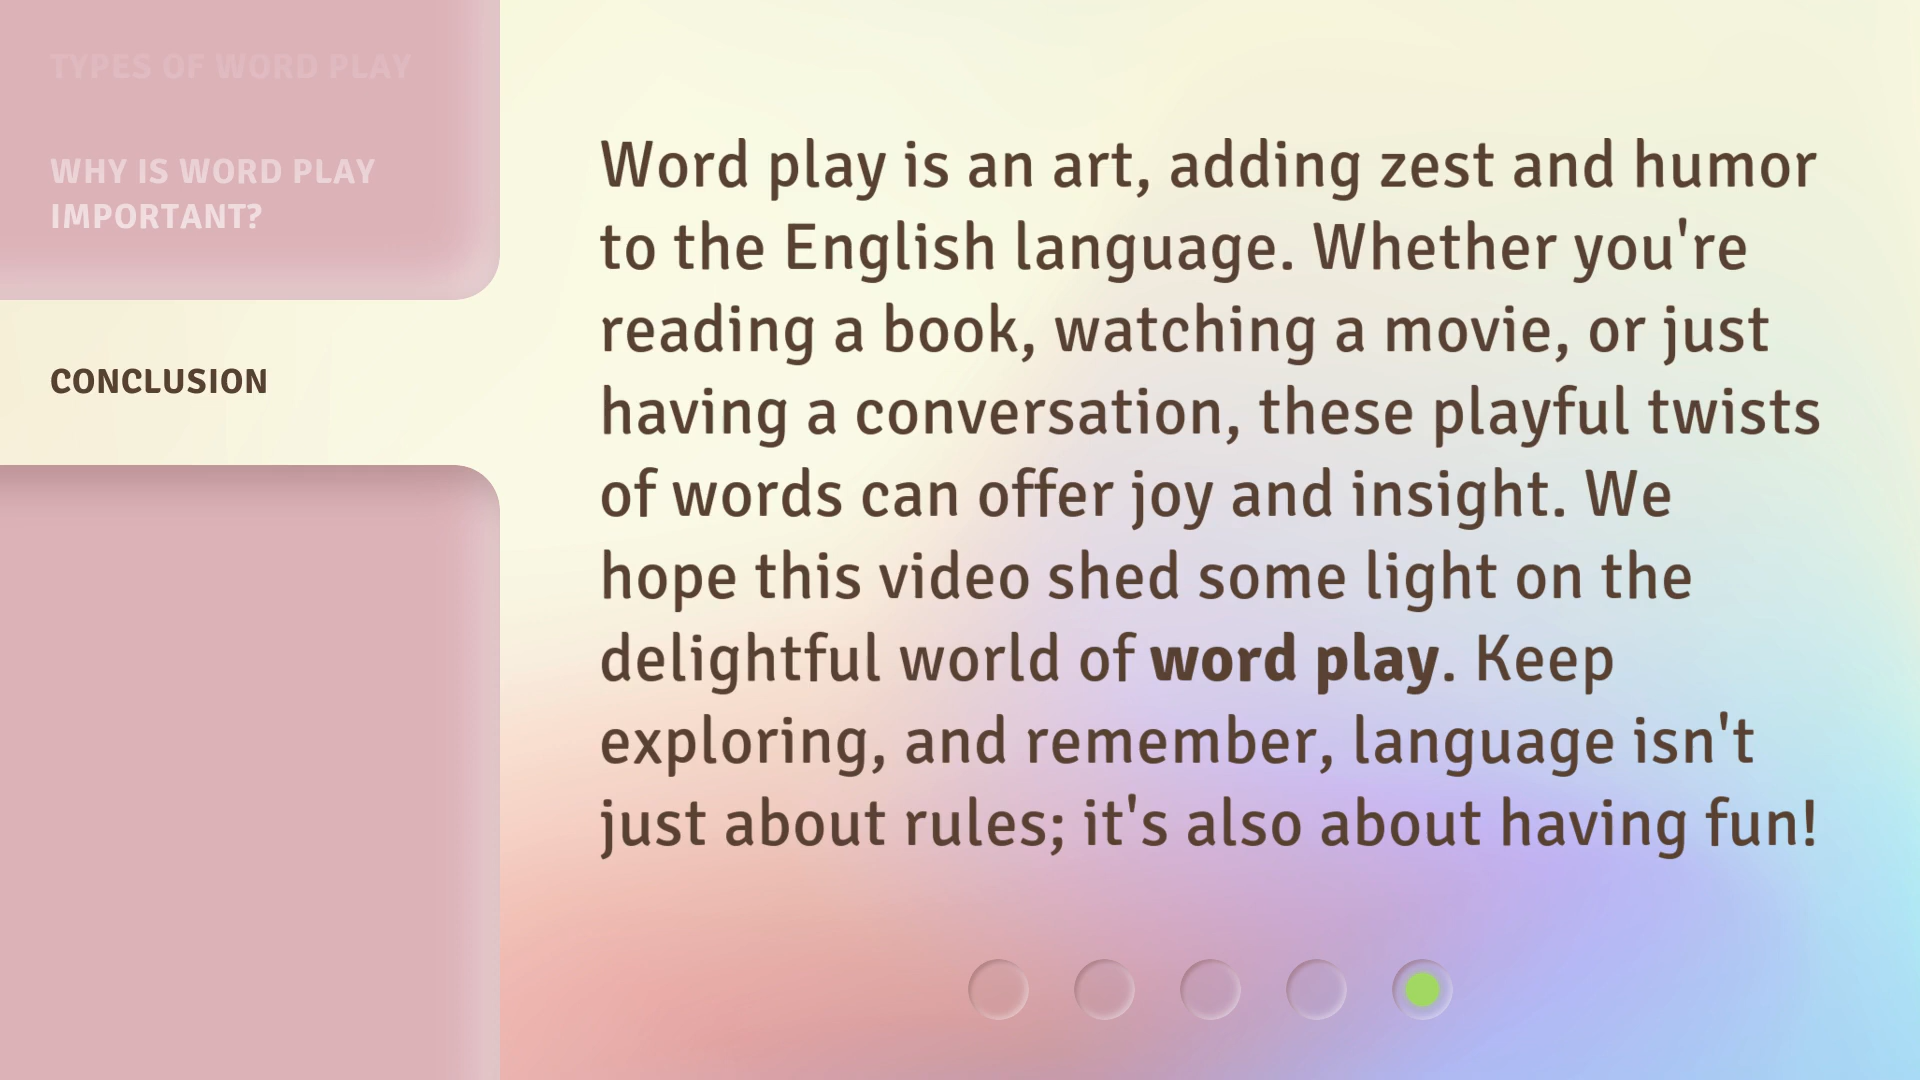 TYPES OF WORD PLAY
WHY IS WORD PLAY
IMPORTANT?
CONCLUSION
Word play is an art, adding zest and humor
to the English language. Whether you're
reading a book, watching a movie, or just
having a conversation, these playful twists
of words can offer joy and insight. We
hope this video shed some light on the
delightful world of word play. Keep
exploring, and remember, language isn't
just about rules; it's also about having fun!